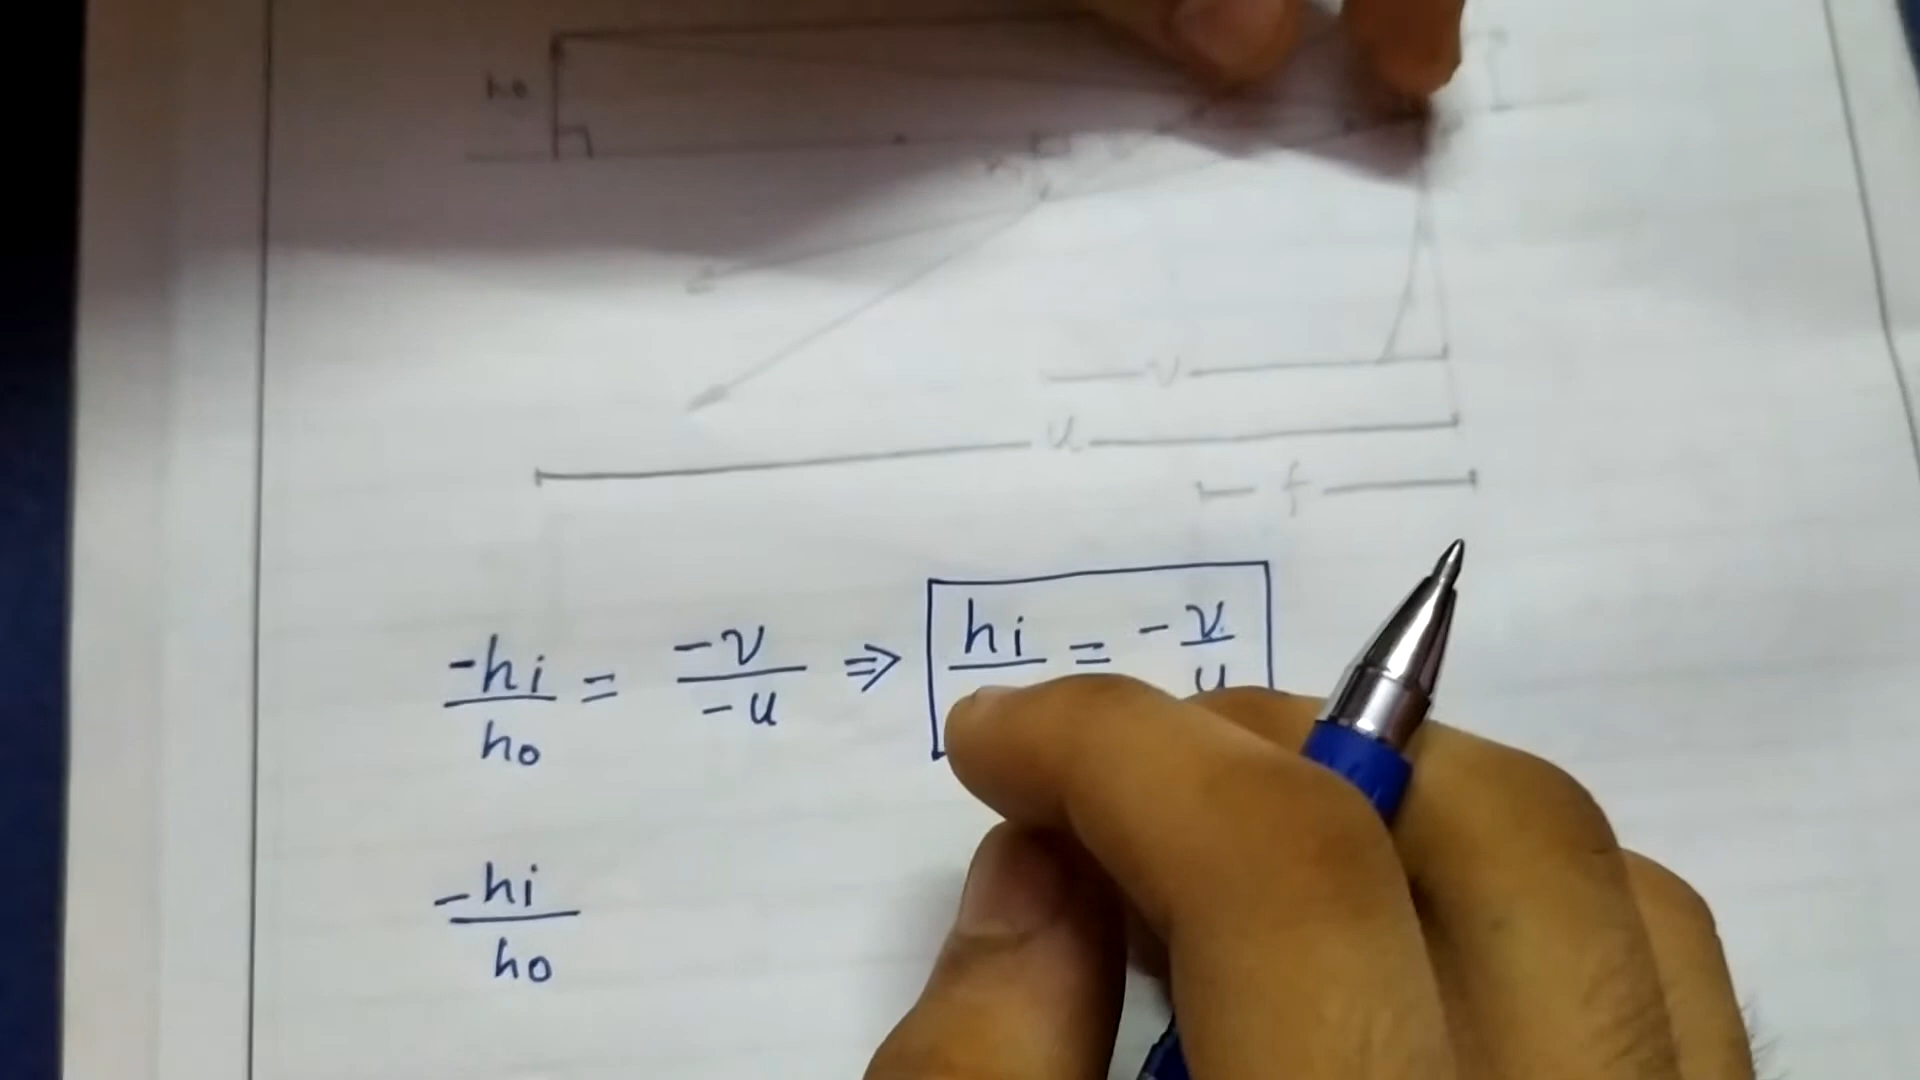 ho
v
u
f
-hi/ho = -v/-u ⇒ hi/ = -v/u
-hi/ho